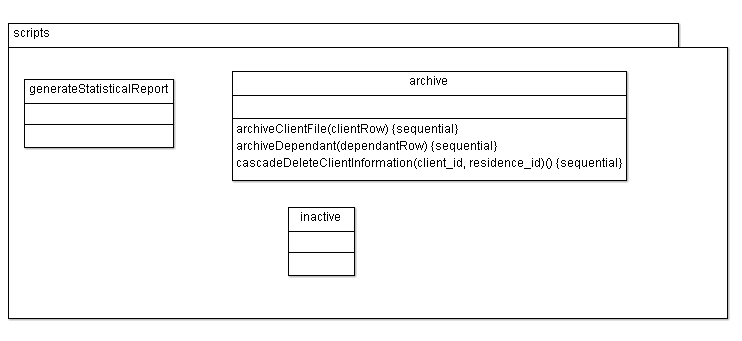 scripts
generateStatisticalReport
archive
archiveClientFile(clientRow) {sequential}
archiveDependant(dependantRow) {sequential}
cascadeDeleteClientInformation(client_id, residence_id)() {sequential}
inactive